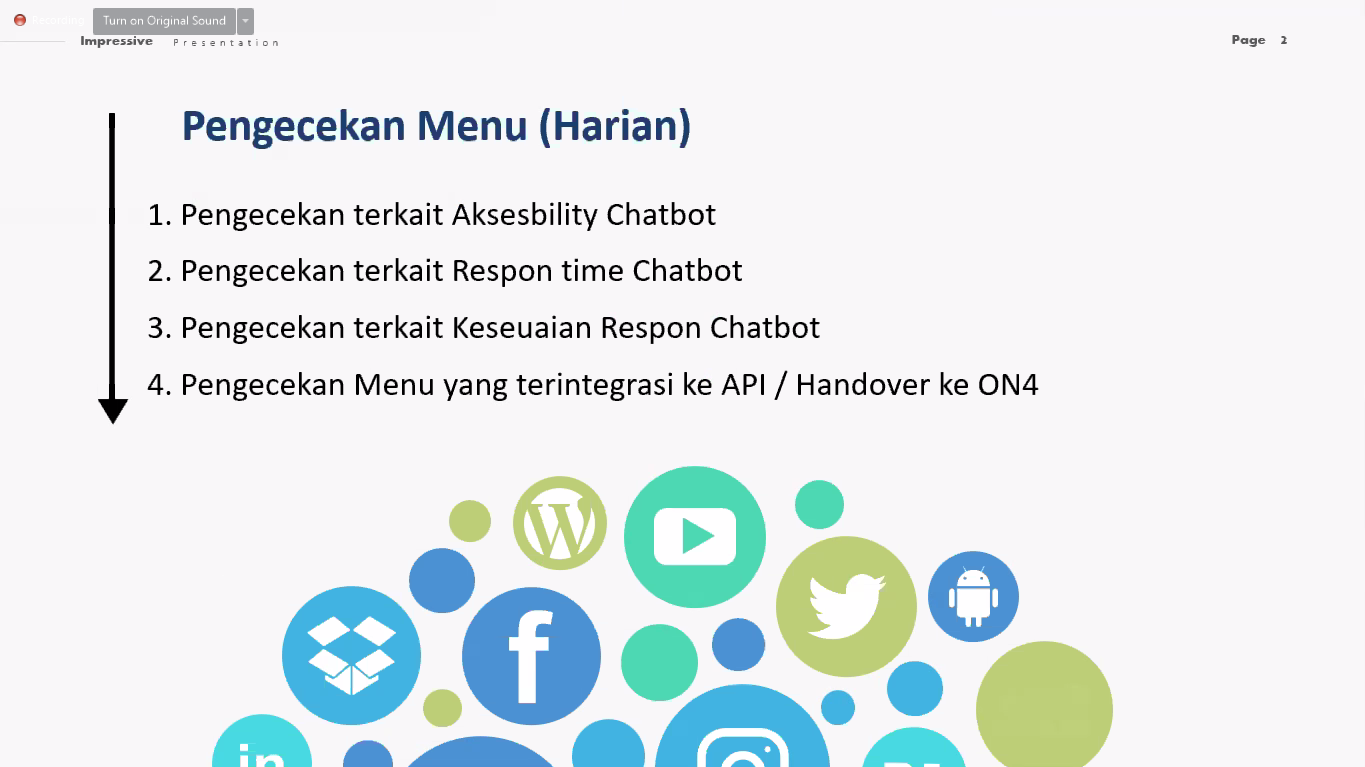 Recording
Turn on Original Sound
Impressive Presentation
Page 2
Pengecekan Menu (Harian)
1. Pengecekan terkait Aksesbility Chatbot
2. Pengecekan terkait Respon time Chatbot
3. Pengecekan terkait Keseuaian Respon Chatbot
4. Pengecekan Menu yang terintegrasi ke API / Handover ke ON4
in